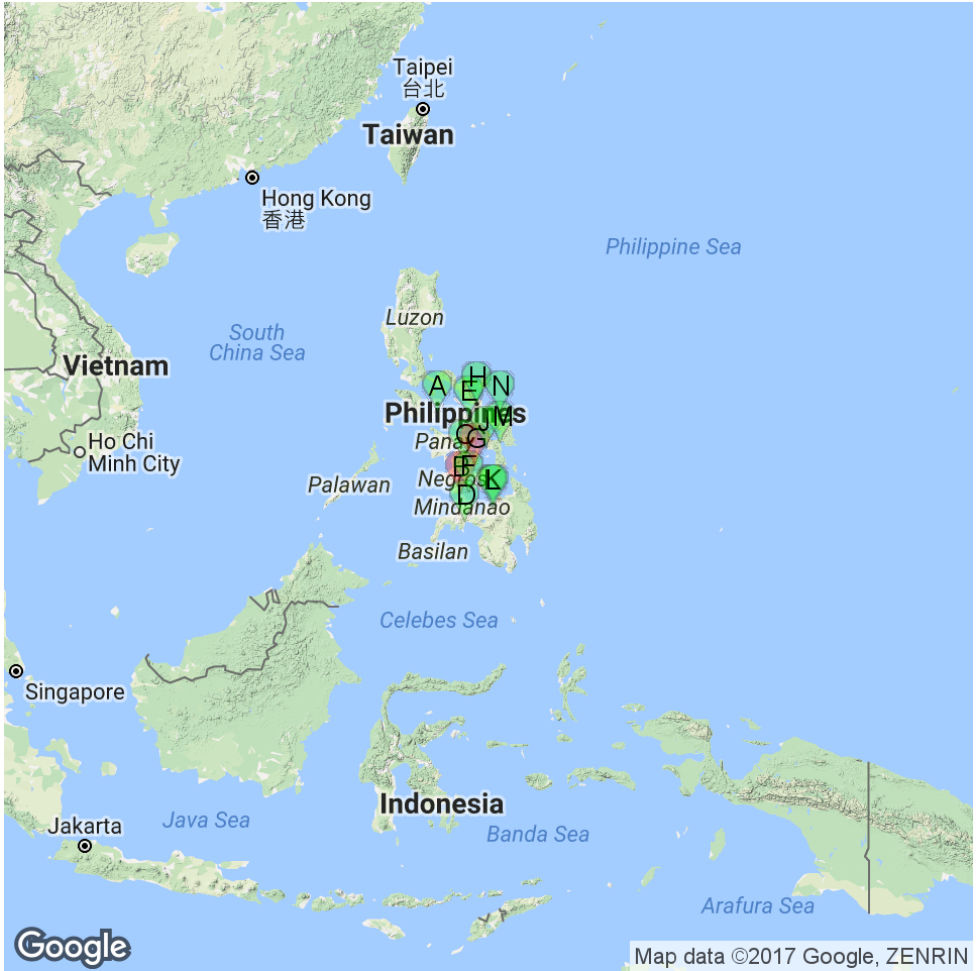 Taipei
台北
Taiwan
Hong Kong
香港
Philippine Sea
Luzon
South
China Sea
Vietnam
H
A
E
N
Philippines
M
J
C
G
Ho Chi
Minh City
F
B
Palawan
Negros
K
D
Mindanao
Basilan
Celebes Sea
Singapore
Indonesia
Java Sea
Jakarta
Banda Sea
Arafura Sea
Google
Map data ©2017 Google, ZENRIN